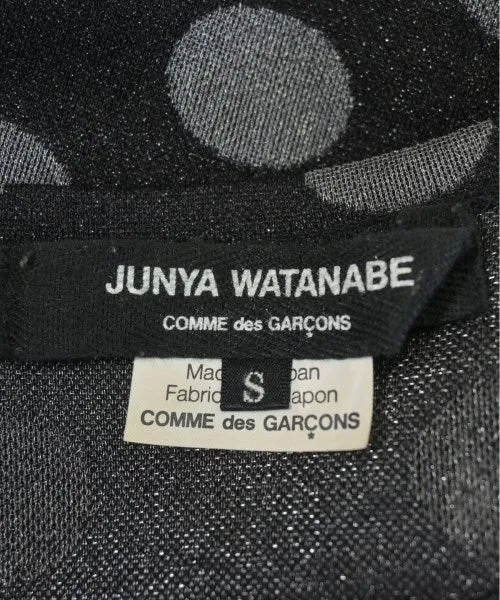 JUNYA WATANABE
COMME des GARÇONS
S
COMME des GARÇONS